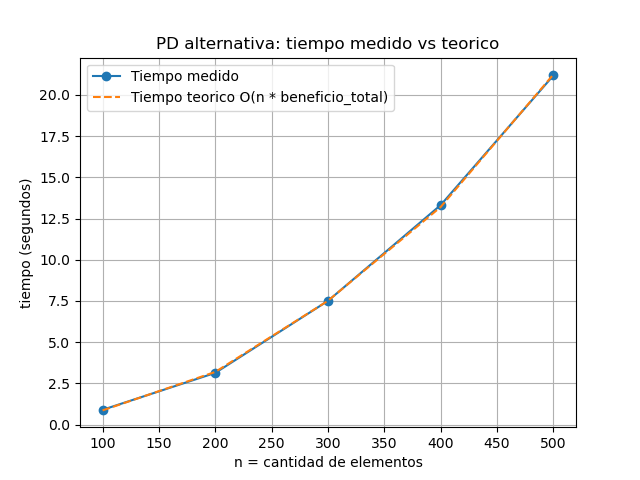 PD alternativa: tiempo medido vs teorico
Tiempo medido
Tiempo teorico O(n * beneficio_total)
tiempo (segundos)
20.0
17.5
15.0
12.5
10.0
7.5
5.0
2.5
0.0
100 150 200 250 300 350 400 450 500
n = cantidad de elementos